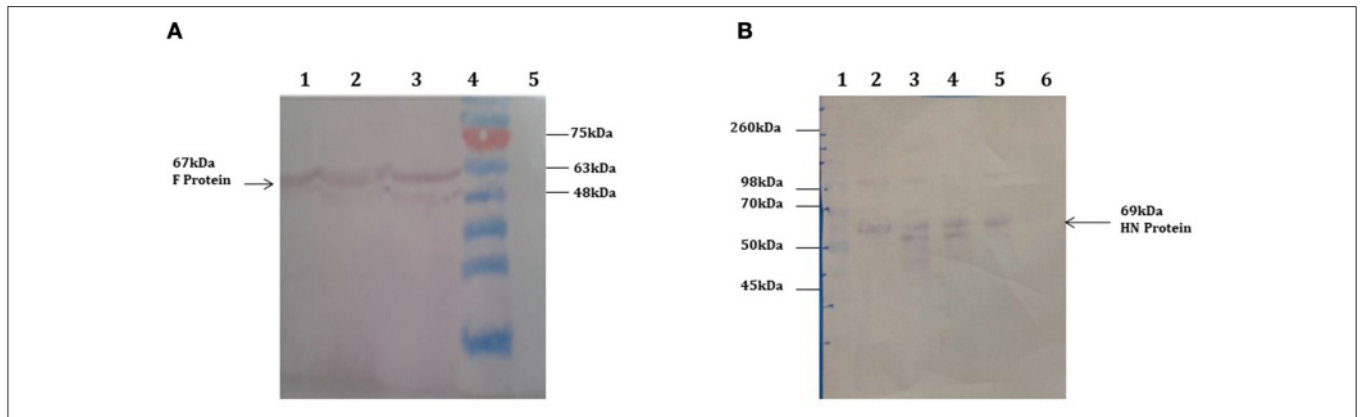 A
1 2 3 4 5
75kDa
67kDa
F Protein
63kDa
48kDa
B
1 2 3 4 5 6
260kDa
98kDa
70kDa
69kDa
HN Protein
50kDa
45kDa